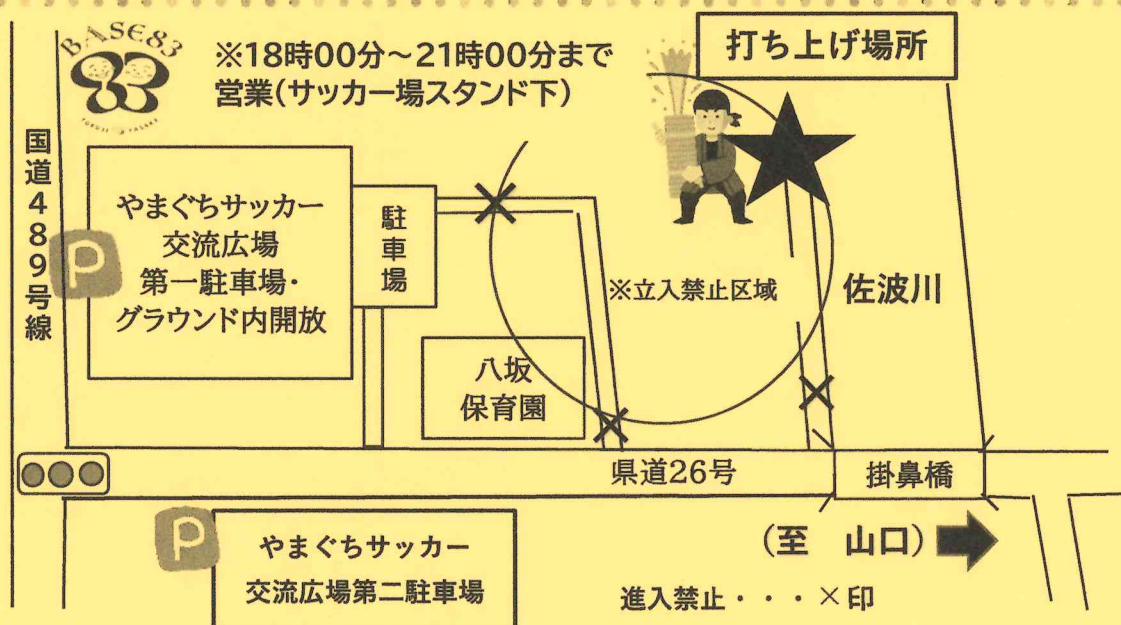 BASE83
※18時00分～21時00分まで
営業(サッカー場スタンド下)
打ち上げ場所
国道489号線
P
やまぐちサッカー
交流広場
第一駐車場・
グラウンド内開放
駐車場
※立入禁止区域
佐波川
八坂
保育園
県道26号
掛鼻橋
P
やまぐちサッカー
交流広場第二駐車場
(至 山口)
進入禁止・・・×印